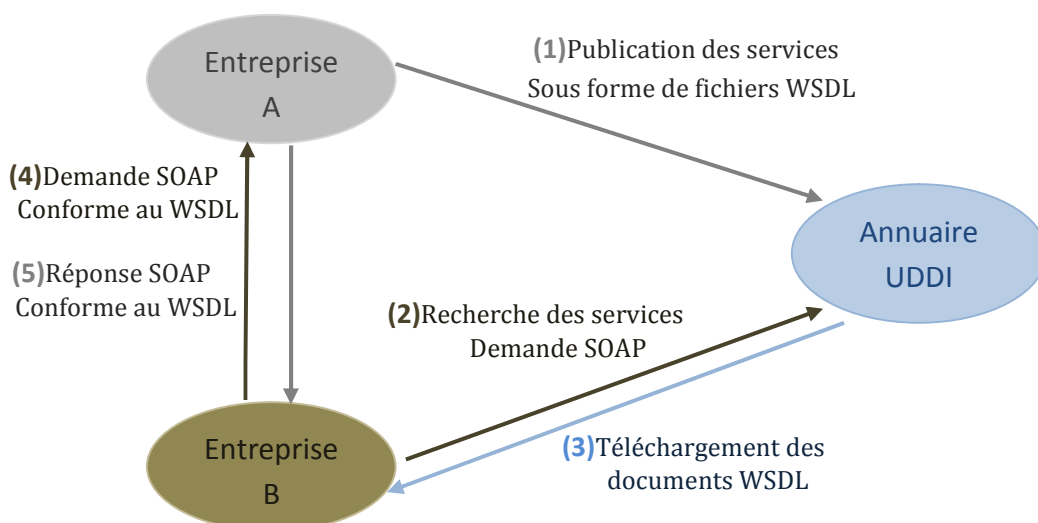 Entreprise
A
(1)Publication des services
Sous forme de fichiers WSDL
(4)Demande SOAP
Conforme au WSDL
(5)Réponse SOAP
Conforme au WSDL
Annuaire
UDDI
(2)Recherche des services
Demande SOAP
Entreprise
B
(3)Téléchargement des
documents WSDL